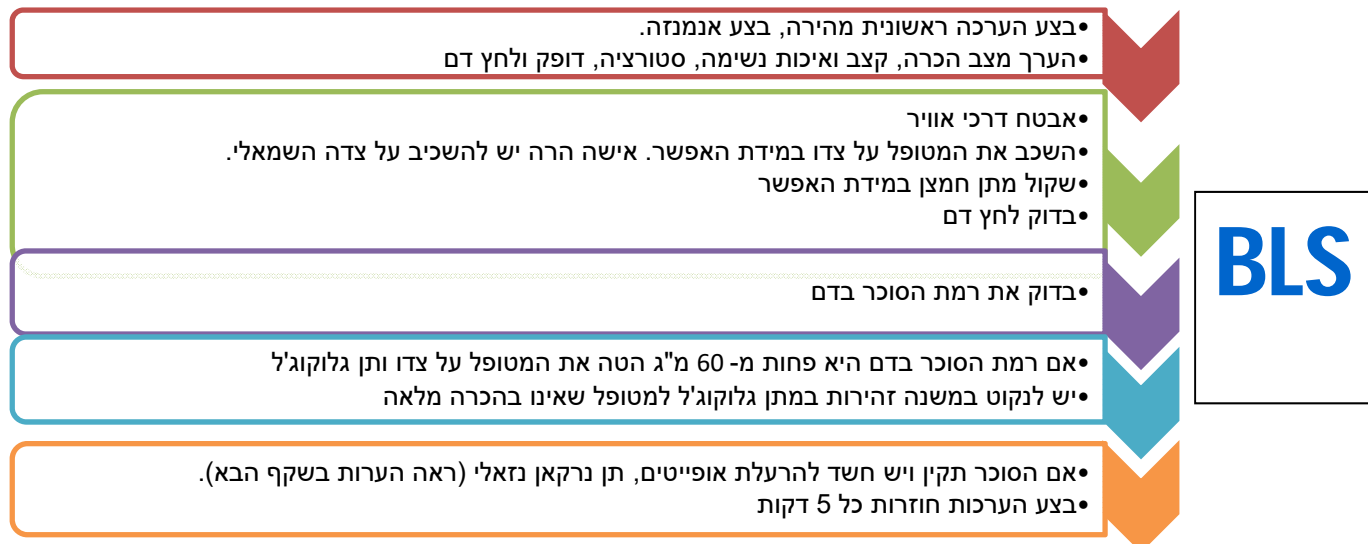 •בצע הערכה ראשונית מהירה, בצע אנמנזה.
•הערך מצב הכרה, קצב ואיכות נשימה, סטורציה, דופק ולחץ דם
•אבטח דרכי אוויר
•השכב את המטופל על צדו במידת האפשר. אישה הרה יש להשכיב על צדה השמאלי.
•שקול מתן חמצן במידת האפשר
•בדוק לחץ דם
BLS
•בדוק את רמת הסוכר בדם
•אם רמת הסוכר בדם היא פחות מ- 60 מ"ג הטה את המטופל על צדו ותן גלוקוג'ל
•יש לנקוט במשנה זהירות במתן גלוקוג'ל למטופל שאינו בהכרה מלאה
•אם הסוכר תקין ויש חשד להרעלת אופייטים, תן נרקאן נזאלי (ראה הערות בשקף הבא).
•בצע הערכות חוזרות כל 5 דקות